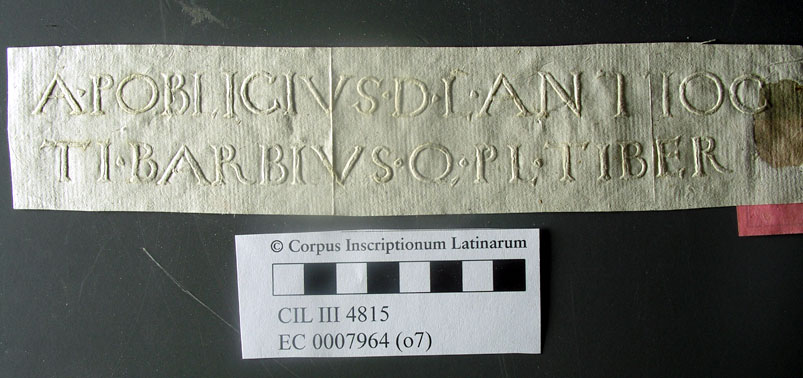 A·POBLICIVS·D·L·ANTIOC
TI·BARBIVS·Q·P·L·TIBER
© Corpus Inscriptionum Latinarum
CIL III 4815
EC 0007964 (o7)